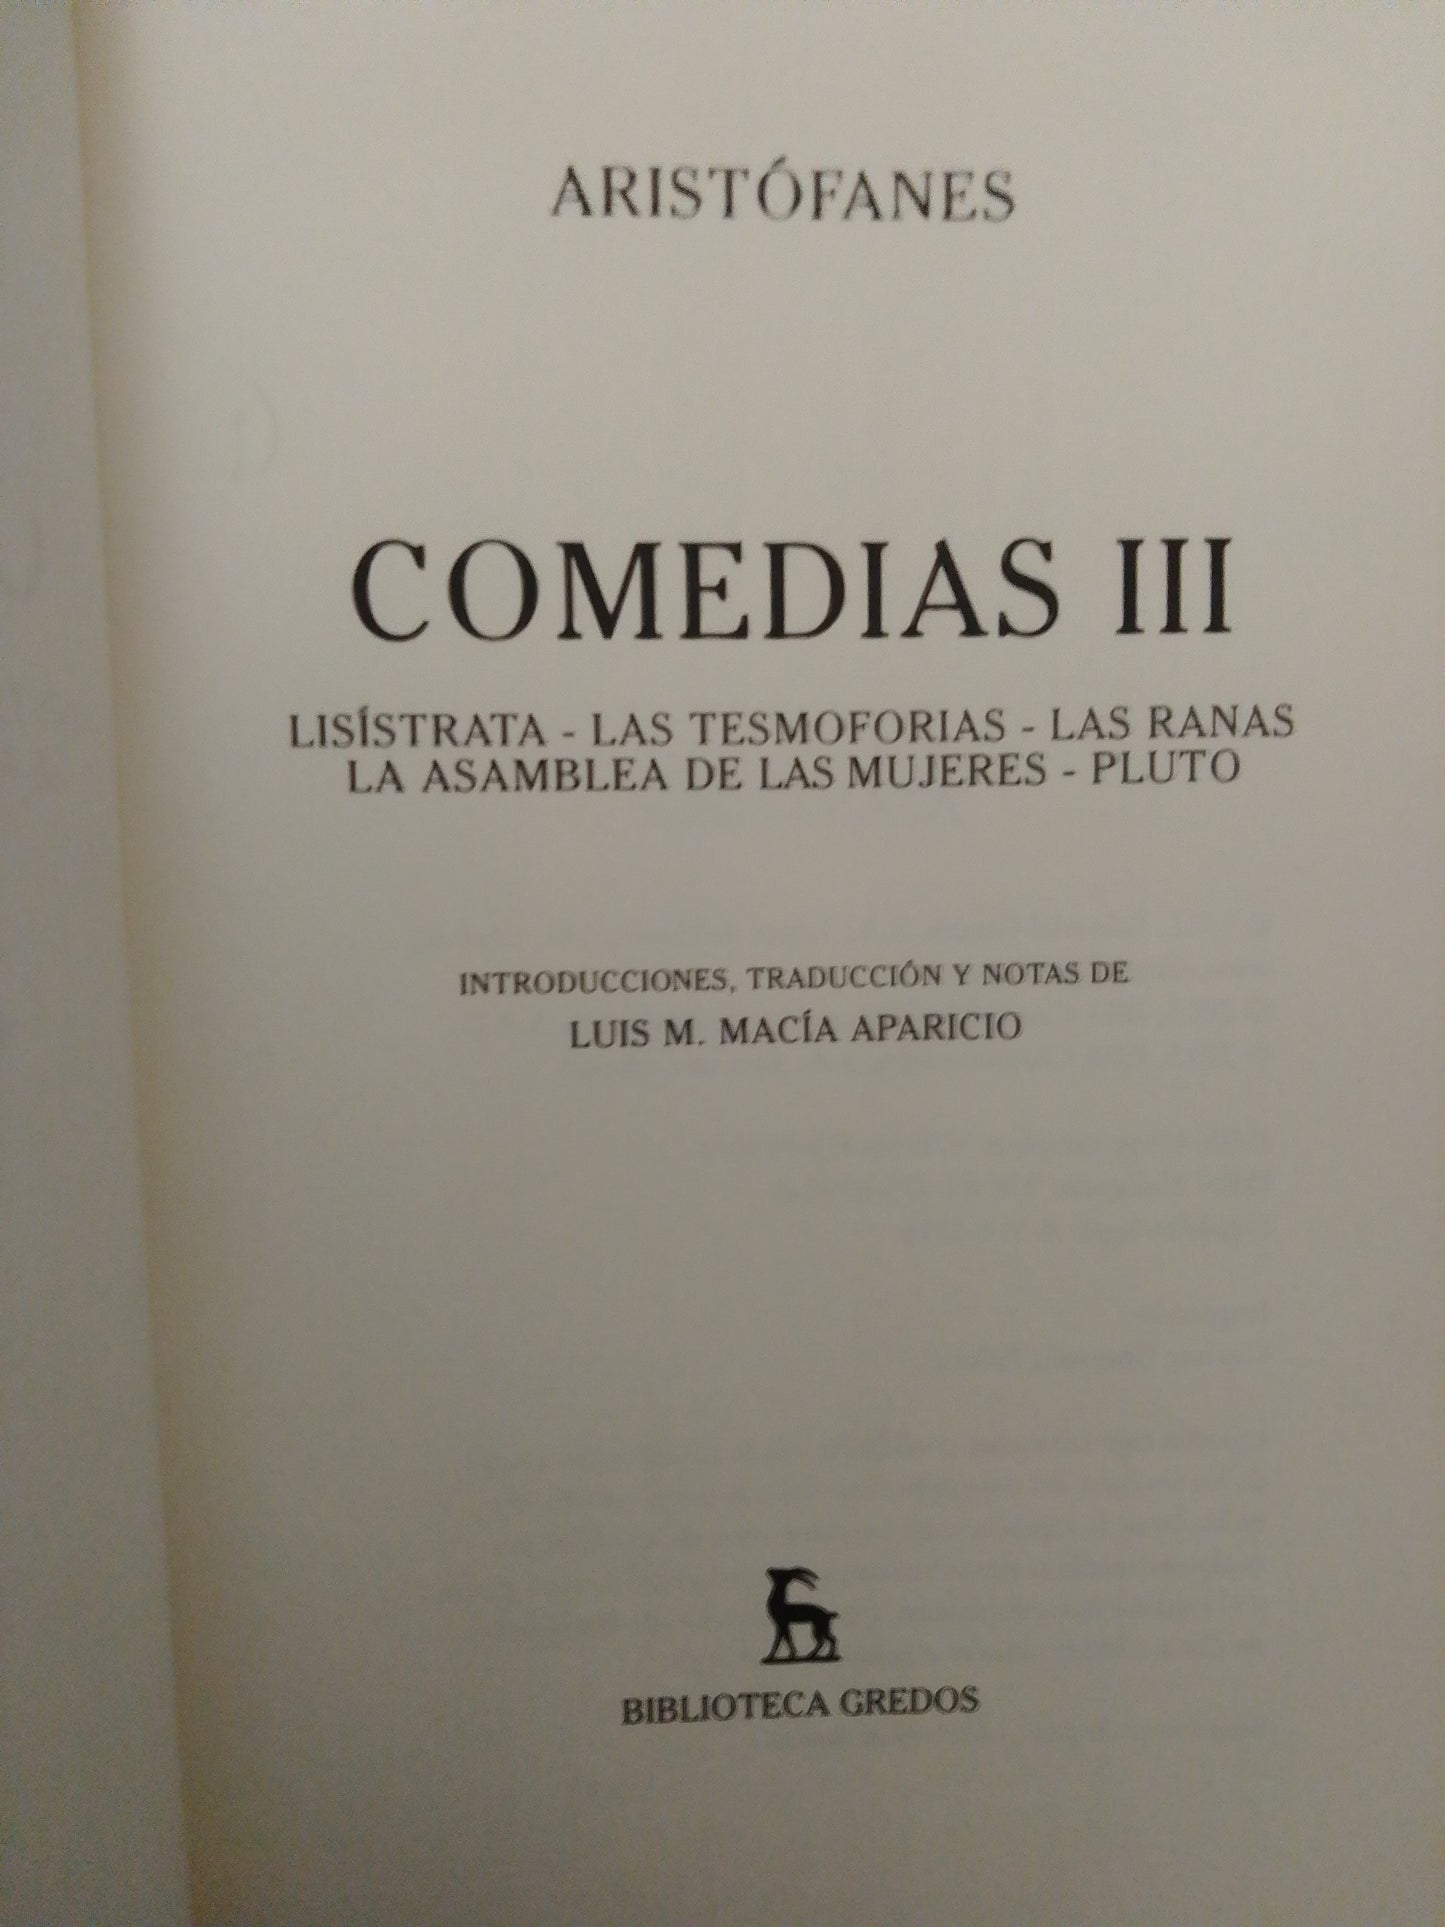 ARISTÓFANES
COMEDIAS III
LISÍSTRATA - LAS TESMOFORIAS - LAS RANAS
LA ASAMBLEA DE LAS MUJERES - PLUTO
INTRODUCCIONES, TRADUCCIÓN Y NOTAS DE
LUIS M. MACÍA APARICIO
BIBLIOTECA GREDOS